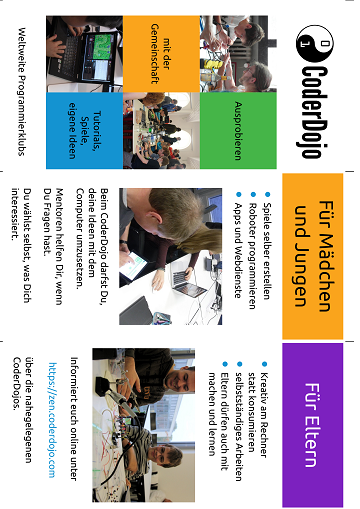 CoderDojo
Ausprobieren
mit der
Gemeinschaft
Tutorials,
Spiele,
eigene Ideen
Weltweite Programmierklubs
Für Mädchen
und Jungen
Spiele selber erstellen
Roboter programmieren
Apps und Webdienste
Beim CoderDojo darfst Du,
deine Ideen mit dem
Computer umzusetzen.
Mentoren helfen Dir, wenn
Du Fragen hast.
Du wählst selbst, was Dich
interessiert.
Für Eltern
Kreativ am Rechner
statt konsumieren
selbstständiges Arbeiten
Eltern dürfen auch mit
machen und lernen
Informiert euch online unter
https://zen.coderdojo.com
über die nahegelegenen
CoderDojos.